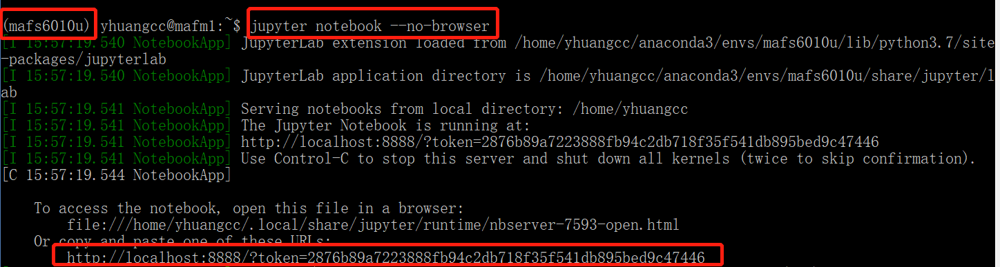 (mafs6010u) yhuangcc@mafm1:~$ jupyter notebook --no-browser
[I 15:57:19.540 NotebookApp] JupyterLab extension loaded from /home/yhuangcc/anaconda3/envs/mafs6010u/lib/python3.7/site
-packages/jupyterlab
[I 15:57:19.540 NotebookApp] JupyterLab application directory is /home/yhuangcc/anaconda3/envs/mafs6010u/share/jupyter/l
ab
[I 15:57:19.541 NotebookApp] Serving notebooks from local directory: /home/yhuangcc
[I 15:57:19.541 NotebookApp] The Jupyter Notebook is running at:
[I 15:57:19.541 NotebookApp] http://localhost:8888/?token=2876b89a7223888fb94c2db718f35f541db895bed9c47446
[I 15:57:19.541 NotebookApp] Use Control-C to stop this server and shut down all kernels (twice to skip confirmation).
[C 15:57:19.544 NotebookApp]
To access the notebook, open this file in a browser:
file:///home/yhuangcc/.local/share/jupyter/runtime/nbserver-7593-open.html
Or copy and paste one of these URLs:
http://localhost:8888/?token=2876b89a7223888fb94c2db718f35f541db895bed9c47446